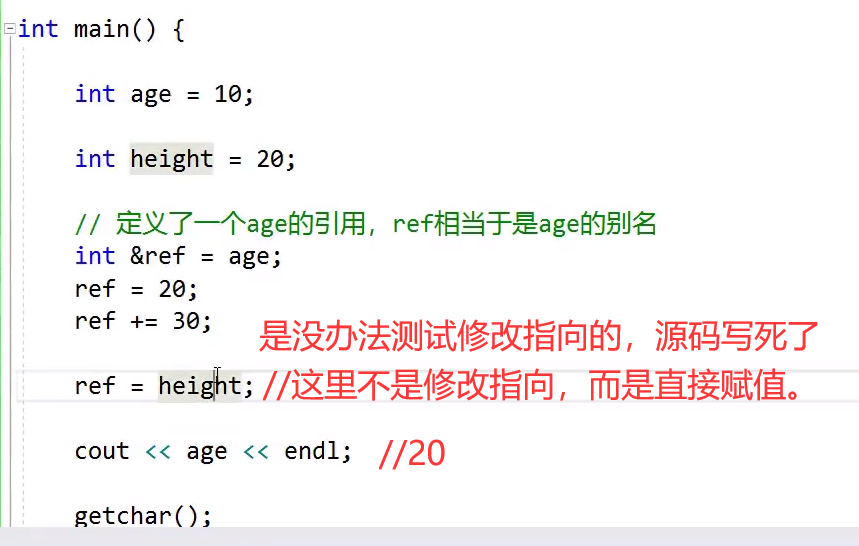 int main() {
int age = 10;
int height = 20;
// 定义了一个age的引用，ref相当于是age的别名
int &ref = age;
ref = 20;
ref += 30;
是没办法测试修改指向的，源码写死了
ref = height; //这里不是修改指向，而是直接赋值。
cout << age << endl; //20
getchar();